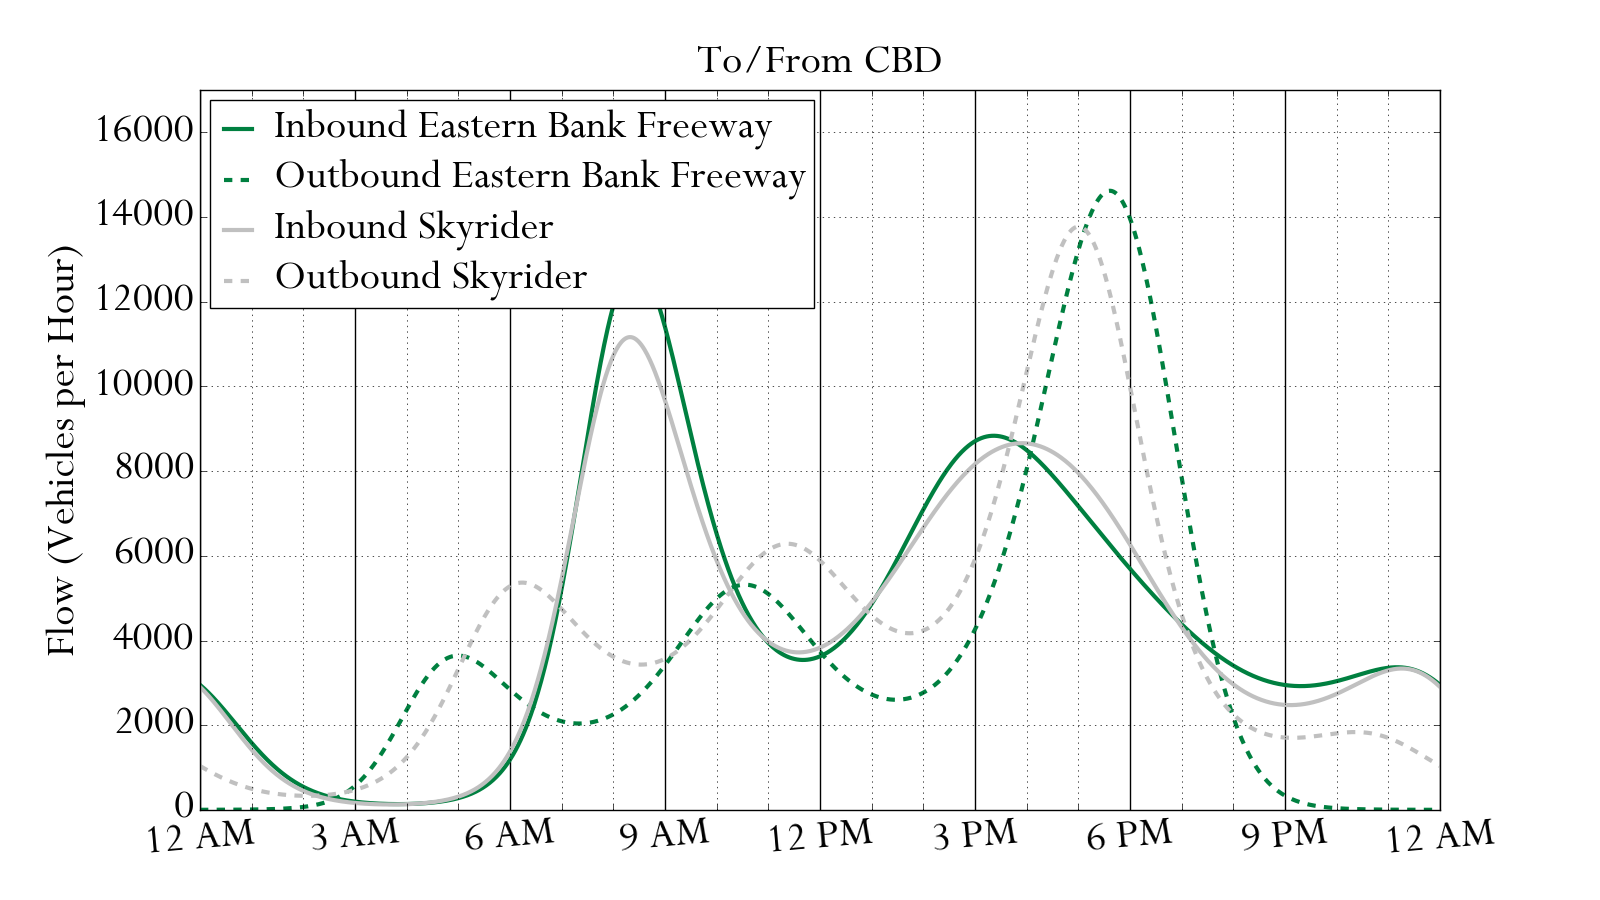 To/From CBD
Inbound Eastern Bank Freeway
Outbound Eastern Bank Freeway
Inbound Skyrider
Outbound Skyrider
Flow (Vehicles per Hour)
16000
14000
12000
10000
8000
6000
4000
2000
0
12 AM 3 AM 6 AM 9 AM 12 PM 3 PM 6 PM 9 PM 12 AM